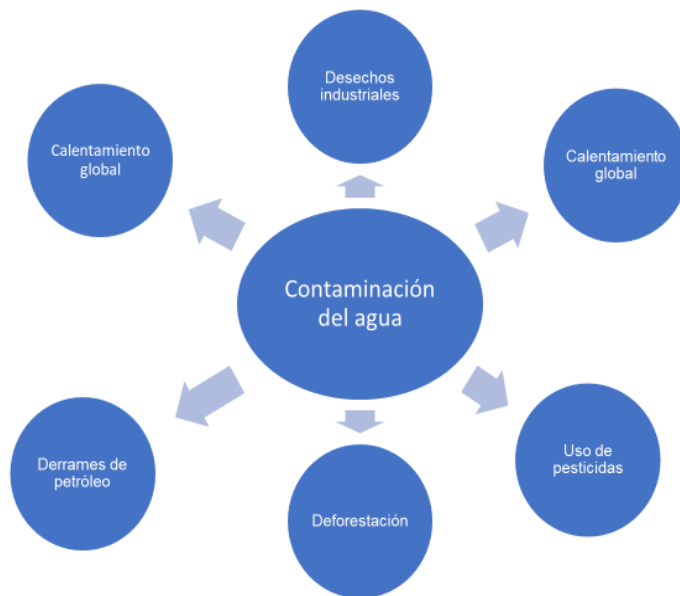 Desechos
industriales
Calentamiento
global
Calentamiento
global
Contaminación
del agua
Derrames de
petróleo
Uso de
pesticidas
Deforestación